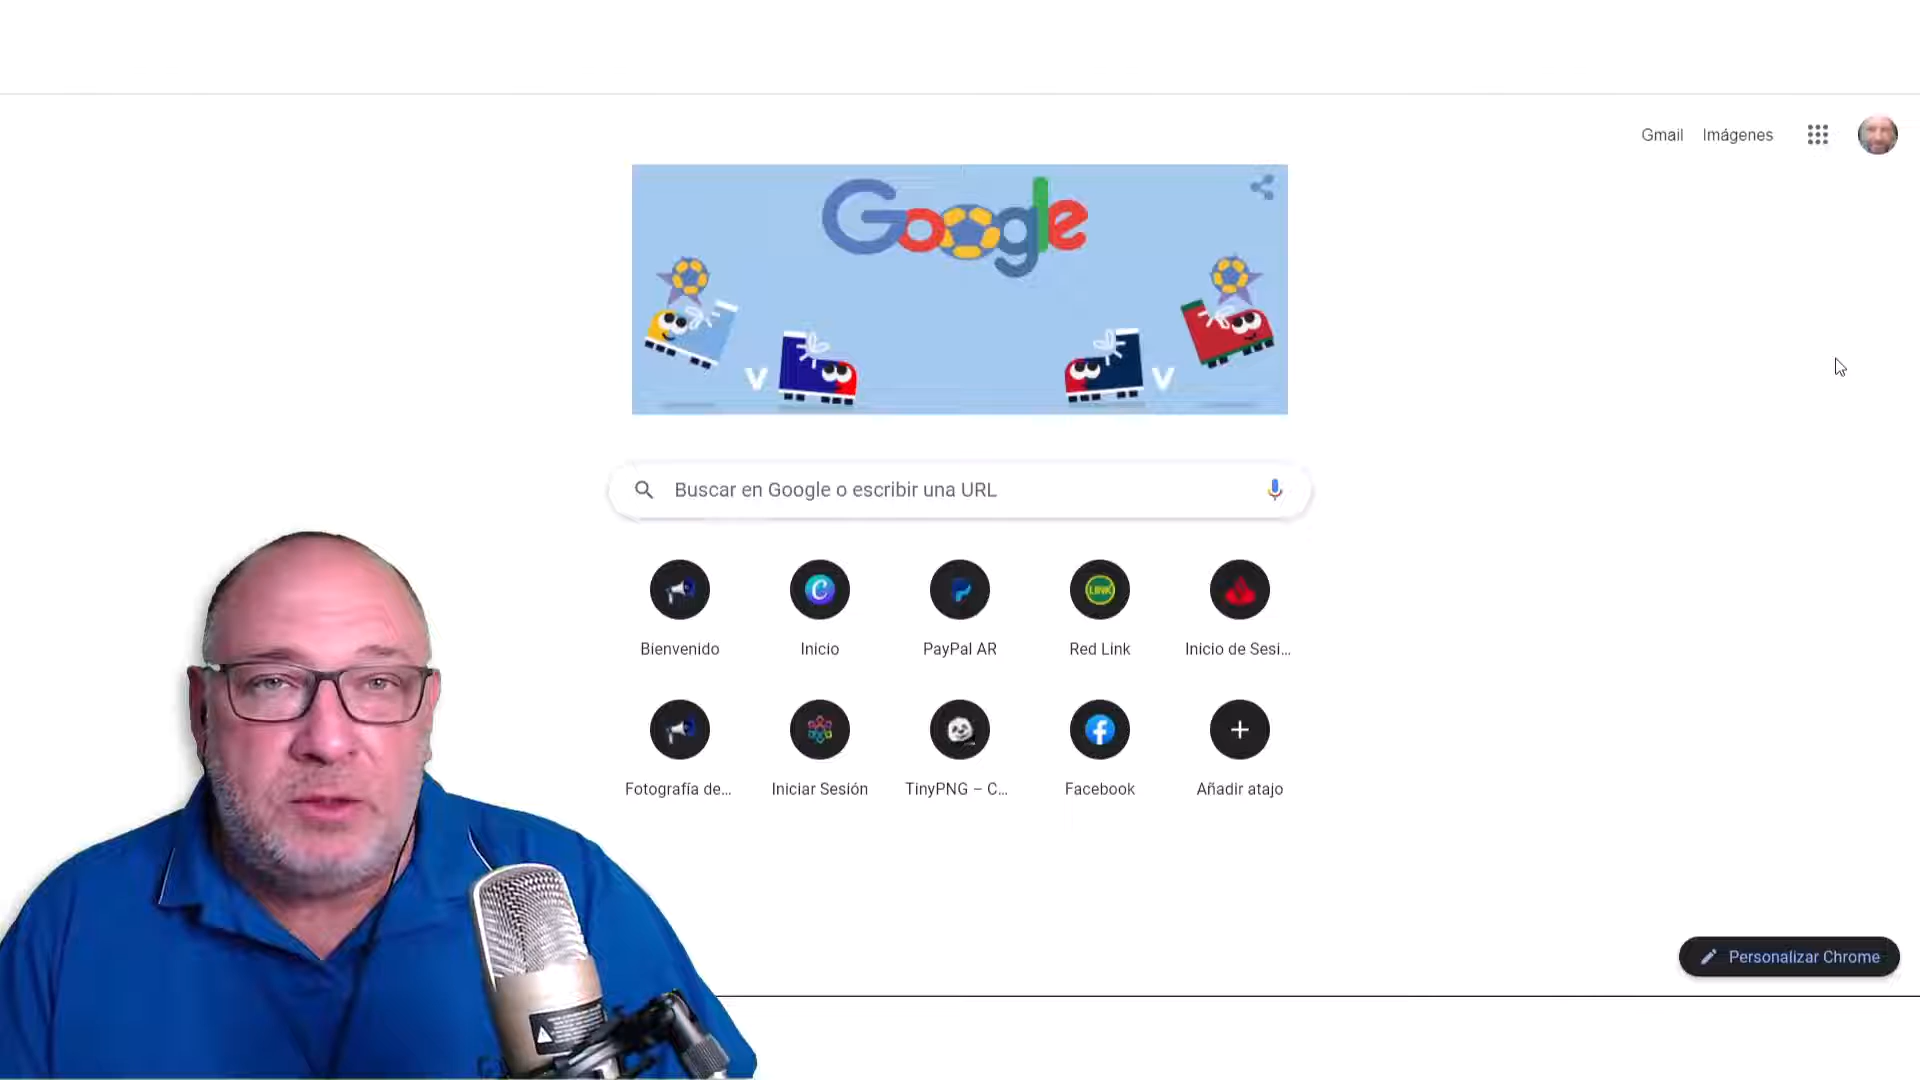 Gmail Imágenes
Google
V V
Buscar en Google o escribir una URL
LINK
Bienvenido Inicio PayPal AR Red Link Inicio de Sesi...
Fotografía de... Iniciar Sesión TinyPNG – C... Facebook Añadir atajo
Personalizar Chrome